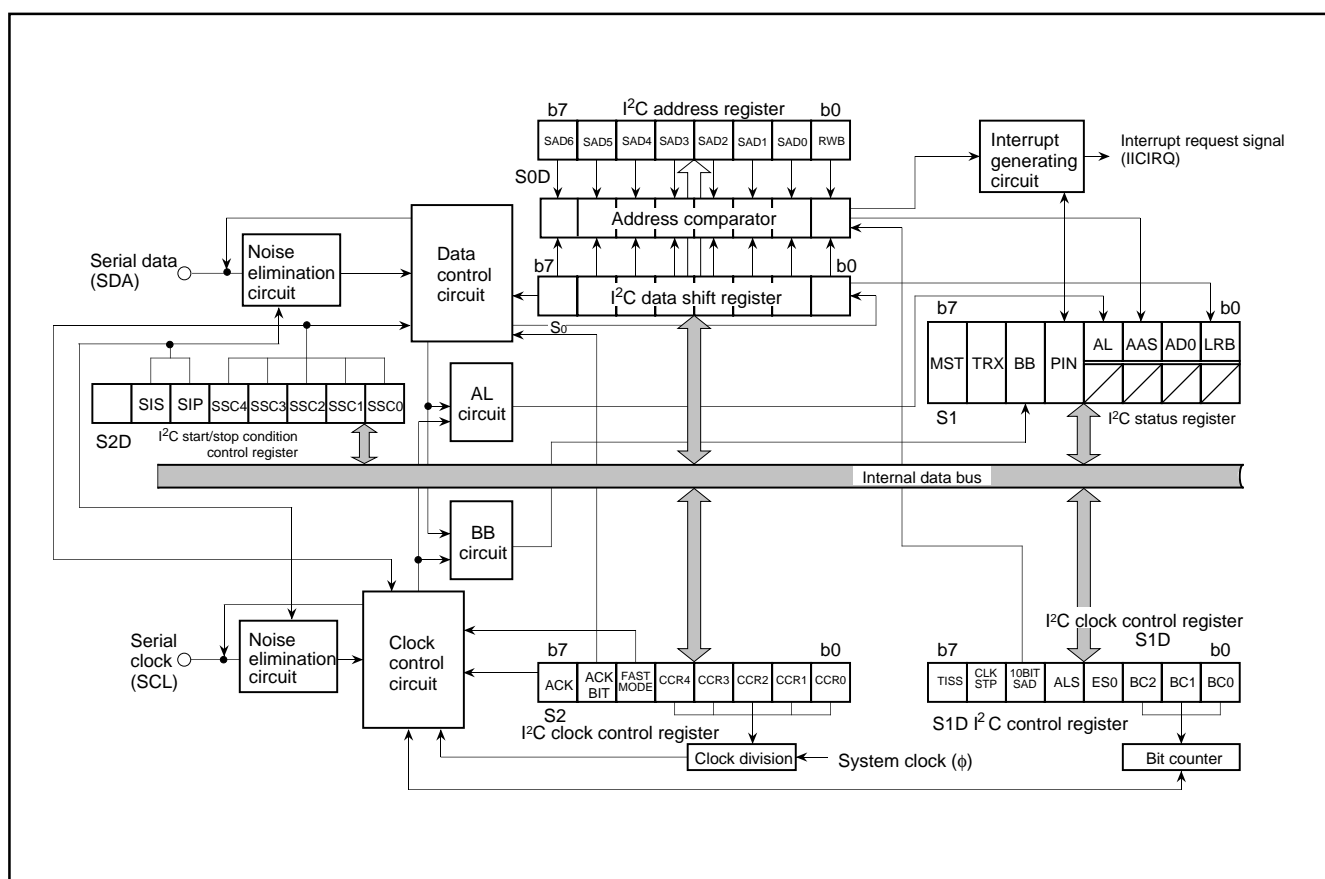 b7 I²C address register b0
SAD6 SAD5 SAD4 SAD3 SAD2 SAD1 SAD0 RWB
S0D
Interrupt
generating
circuit
Interrupt request signal
(IICIRQ)
Address comparator
Serial data
(SDA)
Noise
elimination
circuit
Data
control
circuit
b7 b0
I²C data shift register
S0
b7 b0
MST TRX BB PIN AL AAS AD0 LRB
S1 I²C status register
SIS SIP SSC4 SSC3 SSC2 SSC1 SSC0
S2D
I²C start/stop condition
control register
AL
circuit
Internal data bus
BB
circuit
Serial
clock
(SCL)
Noise
elimination
circuit
Clock
control
circuit
b7 b0
ACK ACK BIT FAST MODE CCR4 CCR3 CCR2 CCR1 CCR0
S2
I²C clock control register
Clock division
System clock (ϕ)
I²C clock control register
S1D
b7 b0
TISS CLK STP 10BIT SAD ALS ES0 BC2 BC1 BC0
S1D I² C control register
Bit counter